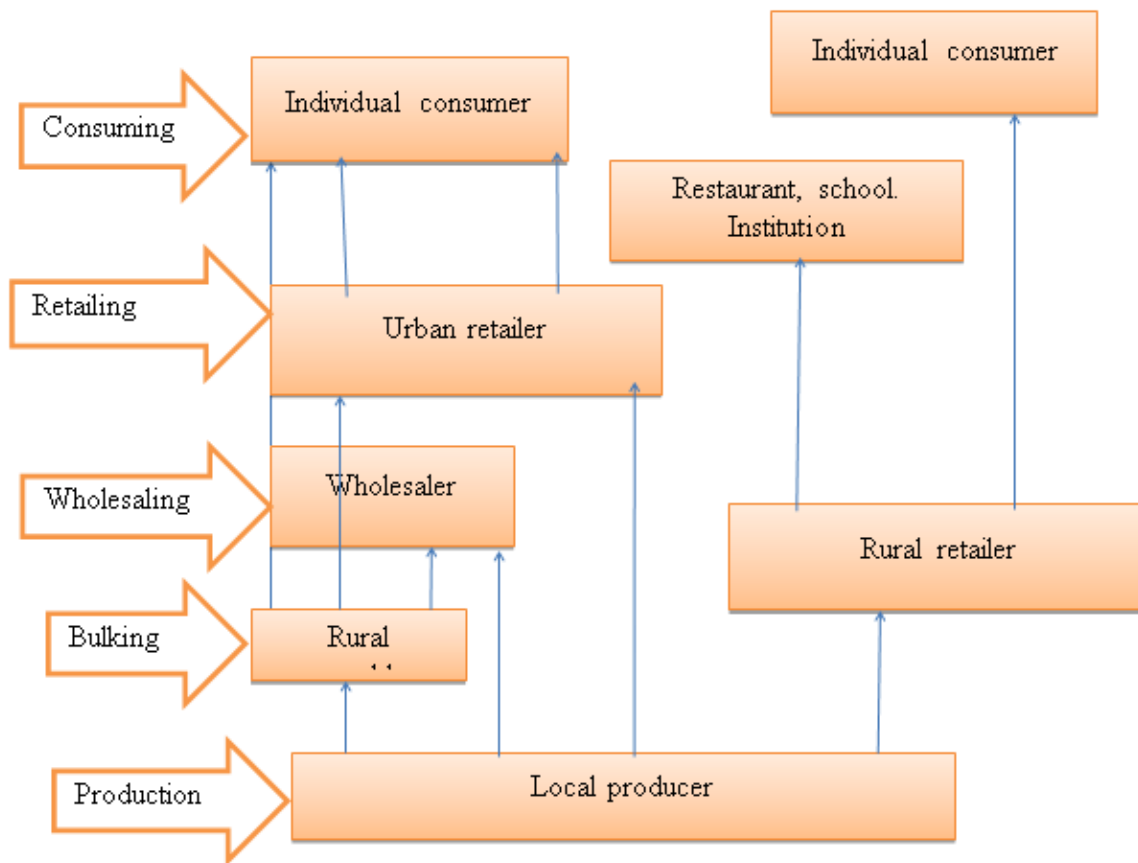 Individual consumer
Individual consumer
Consuming
Restaurant, school.
Institution
Retailing
Urban retailer
Wholesaling
Wholesaler
Rural retailer
Bulking
Rural
Production
Local producer